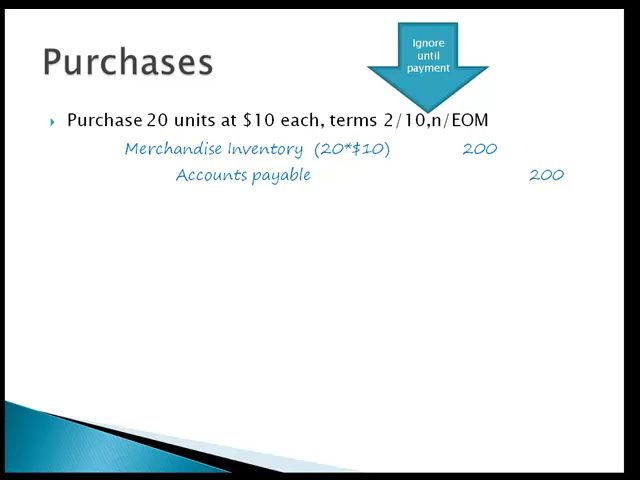 Purchases
Ignore
until
payment
Purchase 20 units at $10 each, terms 2/10,n/EOM
Merchandise Inventory (20*$10) 200
Accounts payable 200